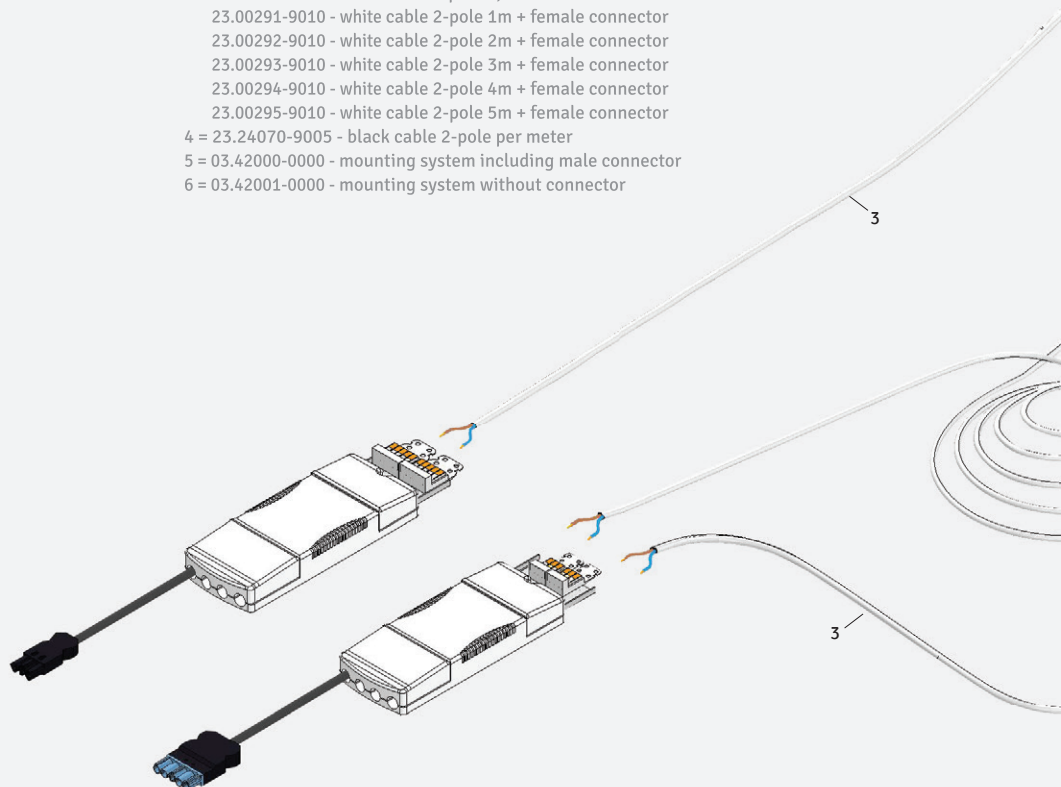 23.00291-9010 - white cable 2-pole 1m + female connector
23.00292-9010 - white cable 2-pole 2m + female connector
23.00293-9010 - white cable 2-pole 3m + female connector
23.00294-9010 - white cable 2-pole 4m + female connector
23.00295-9010 - white cable 2-pole 5m + female connector
4 = 23.24070-9005 - black cable 2-pole per meter
5 = 03.42000-0000 - mounting system including male connector
6 = 03.42001-0000 - mounting system without connector
3
3